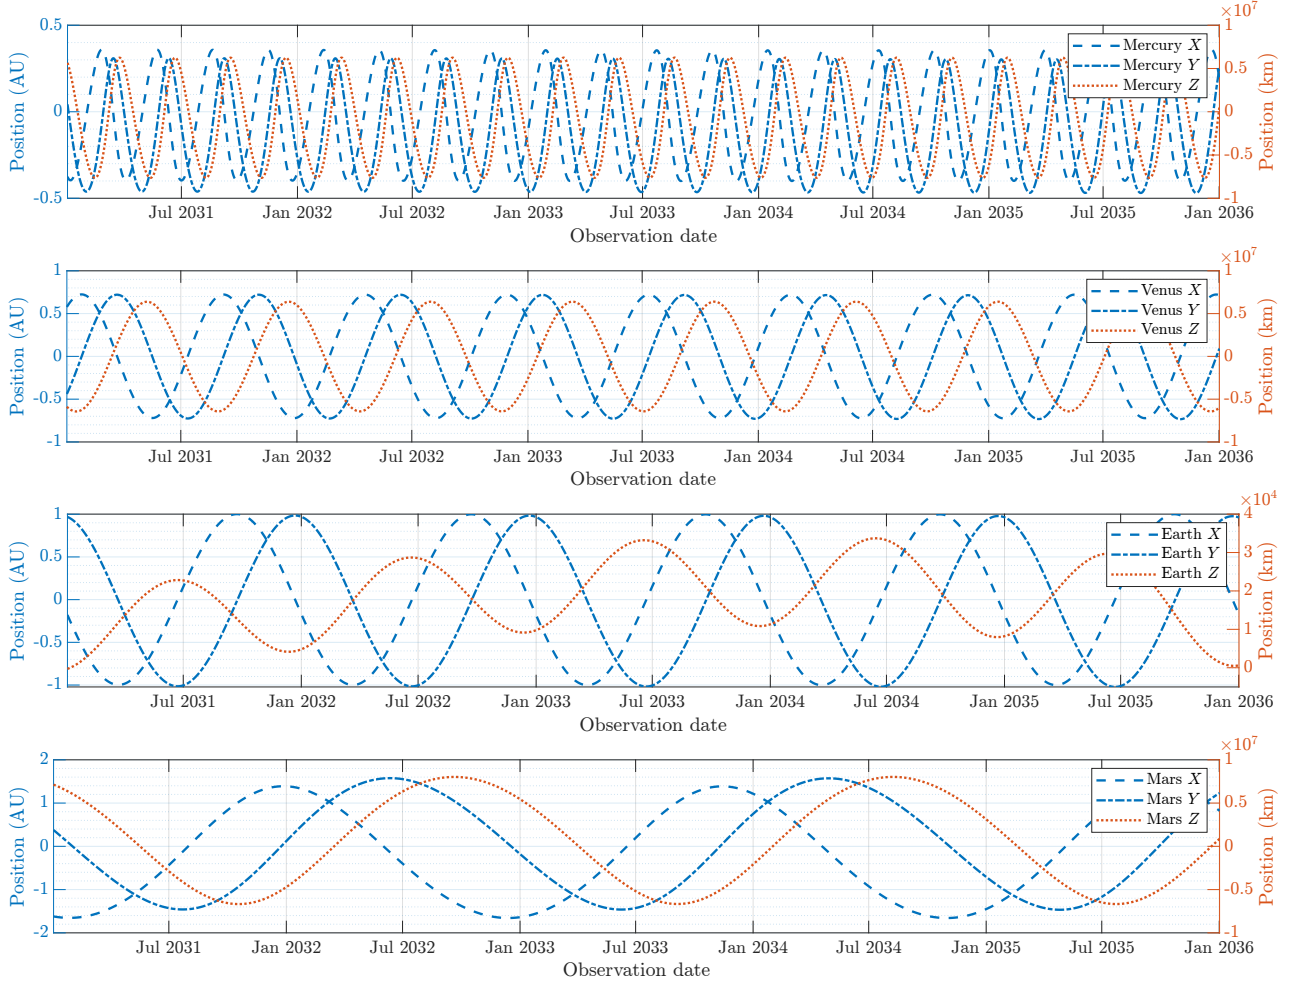 ×10^7
0.5
0
-0.5
1
0.5
0
-0.5
-1
Position (AU)
Position (km)
Mercury X
Mercury Y
Mercury Z
Jul 2031
Jan 2032
Jul 2032
Jan 2033
Jul 2033
Jan 2034
Jul 2034
Jan 2035
Jul 2035
Jan 2036
Observation date
×10^7
1
0.5
0
-0.5
-1
1
0.5
0
-0.5
-1
Position (AU)
Position (km)
Venus X
Venus Y
Venus Z
Jul 2031
Jan 2032
Jul 2032
Jan 2033
Jul 2033
Jan 2034
Jul 2034
Jan 2035
Jul 2035
Jan 2036
Observation date
×10^4
1
0.5
0
-0.5
-1
4
3
2
1
0
Position (AU)
Position (km)
Earth X
Earth Y
Earth Z
Jul 2031
Jan 2032
Jul 2032
Jan 2033
Jul 2033
Jan 2034
Jul 2034
Jan 2035
Jul 2035
Jan 2036
Observation date
×10^7
2
1
0
-1
-2
1
0.5
0
-0.5
-1
Position (AU)
Position (km)
Mars X
Mars Y
Mars Z
Jul 2031
Jan 2032
Jul 2032
Jan 2033
Jul 2033
Jan 2034
Jul 2034
Jan 2035
Jul 2035
Jan 2036
Observation date